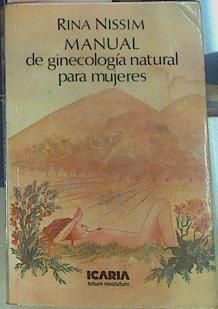 RINA NISSIM
MANUAL
de ginecología natural
para mujeres
ICARIA
totum revolutum